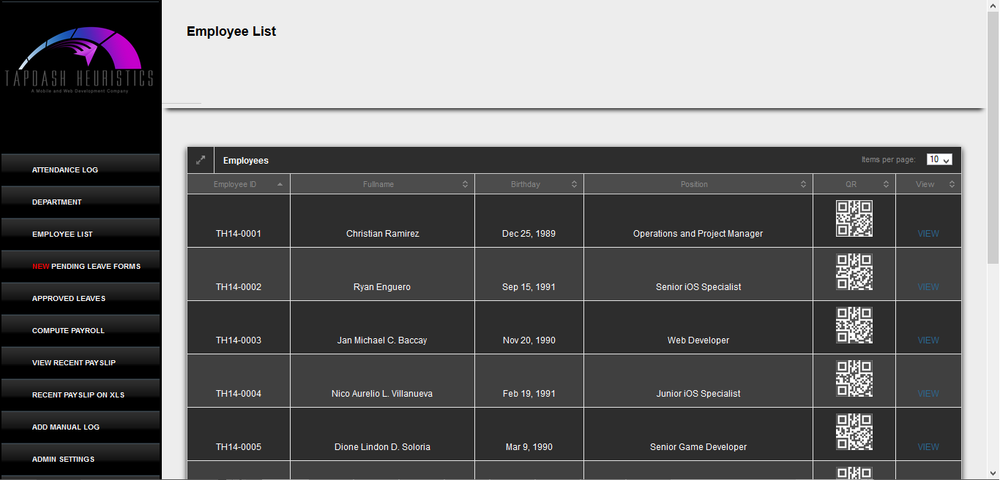 TAPDASH HEURISTICS
A Mobile and Web Development Company
ATTENDANCE LOG
DEPARTMENT
EMPLOYEE LIST
NEW PENDING LEAVE FORMS
APPROVED LEAVES
COMPUTE PAYROLL
VIEW RECENT PAYSLIP
RECENT PAYSLIP ON XLS
ADD MANUAL LOG
ADMIN SETTINGS
Employee List
Employees Items per page: 10
Employee ID Fullname Birthday Position QR View
TH14-0001 Christian Ramirez Dec 25, 1989 Operations and Project Manager VIEW
TH14-0002 Ryan Enguero Sep 15, 1991 Senior iOS Specialist VIEW
TH14-0003 Jan Michael C. Baccay Nov 20, 1990 Web Developer VIEW
TH14-0004 Nico Aurelio L. Villanueva Feb 19, 1991 Junior iOS Specialist VIEW
TH14-0005 Dione Lindon D. Soloria Mar 9, 1990 Senior Game Developer VIEW